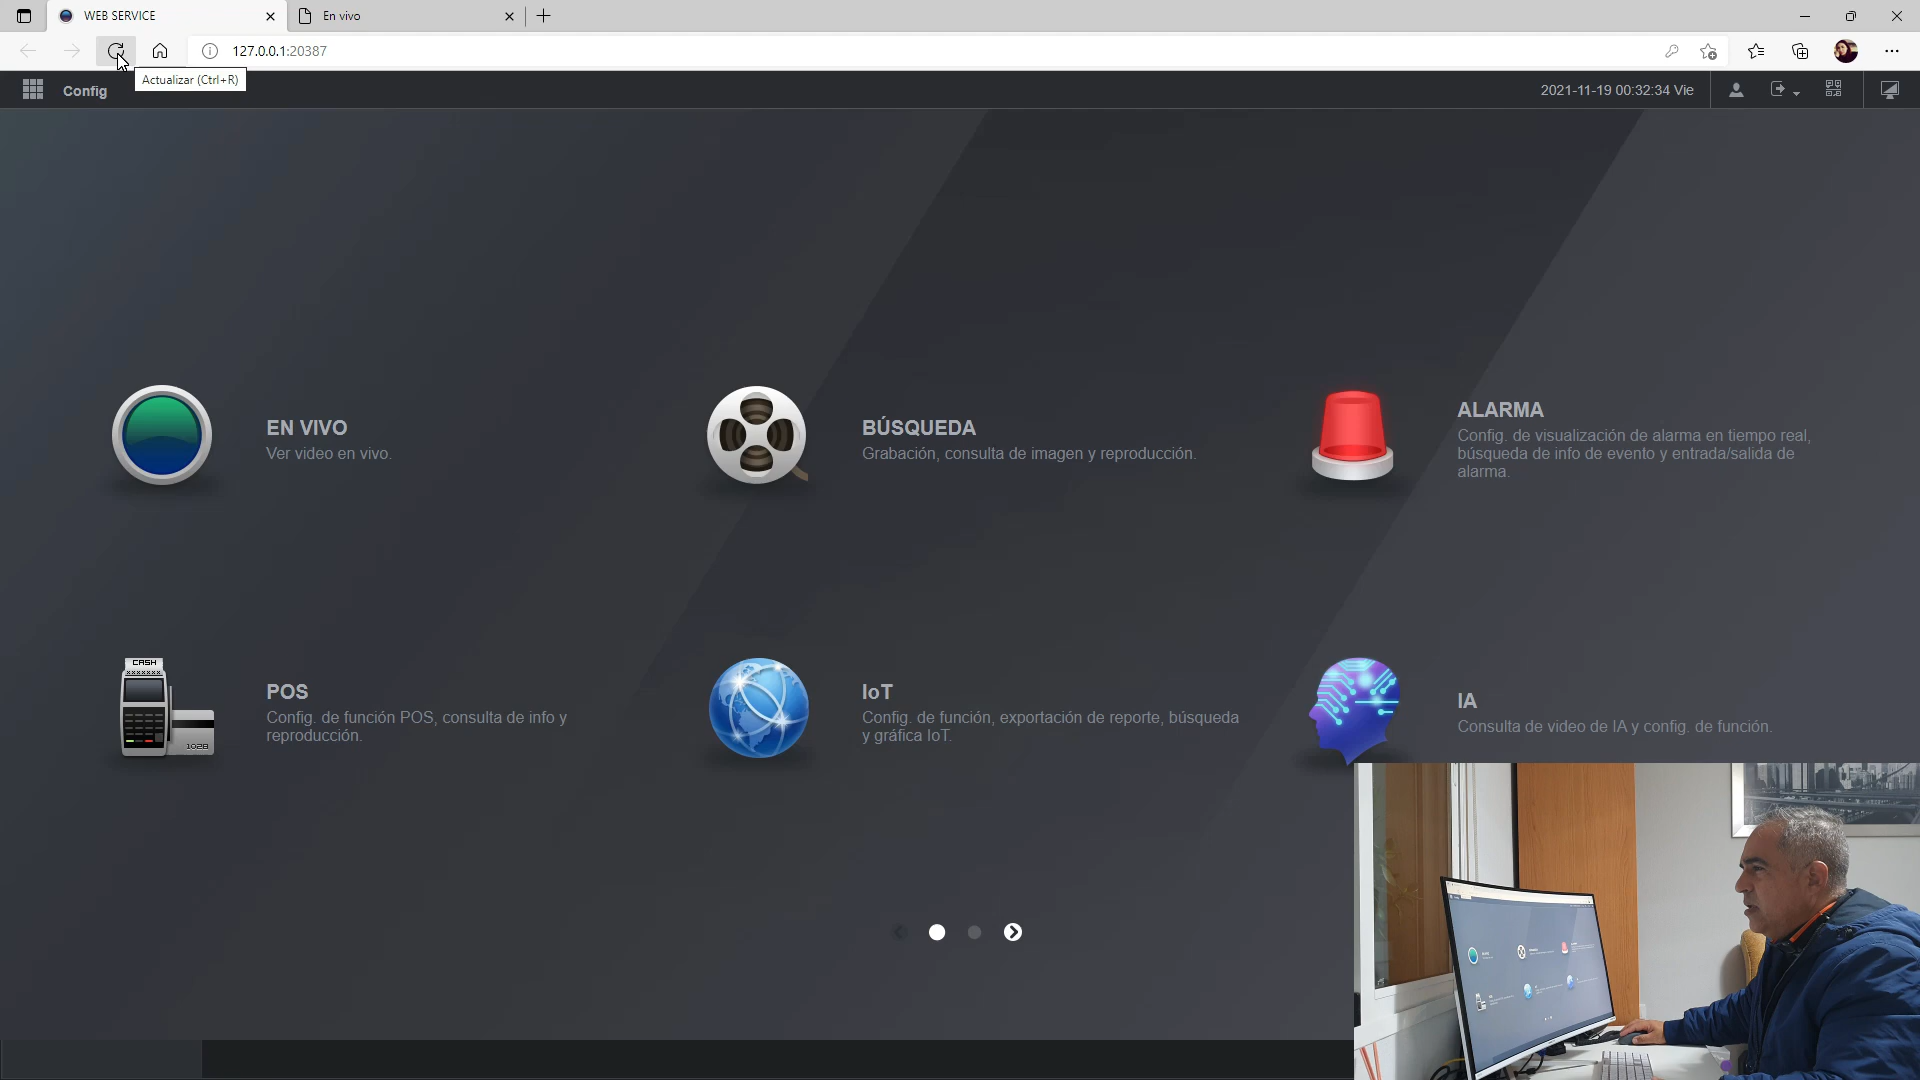 WEB SERVICE
En vivo
127.0.0.1:20387
Actualizar (Ctrl+R)
Config
2021-11-19 00:32:34 Vie
EN VIVO
Ver video en vivo.
BÚSQUEDA
Grabación, consulta de imagen y reproducción.
ALARMA
Config. de visualización de alarma en tiempo real,
búsqueda de info de evento y entrada/salida de
alarma.
CASH
XXXXXXX
1028
POS
Config. de función POS, consulta de info y
reproducción.
IoT
Config. de función, exportación de reporte, búsqueda
y gráfica IoT.
IA
Consulta de video de IA y config. de función.